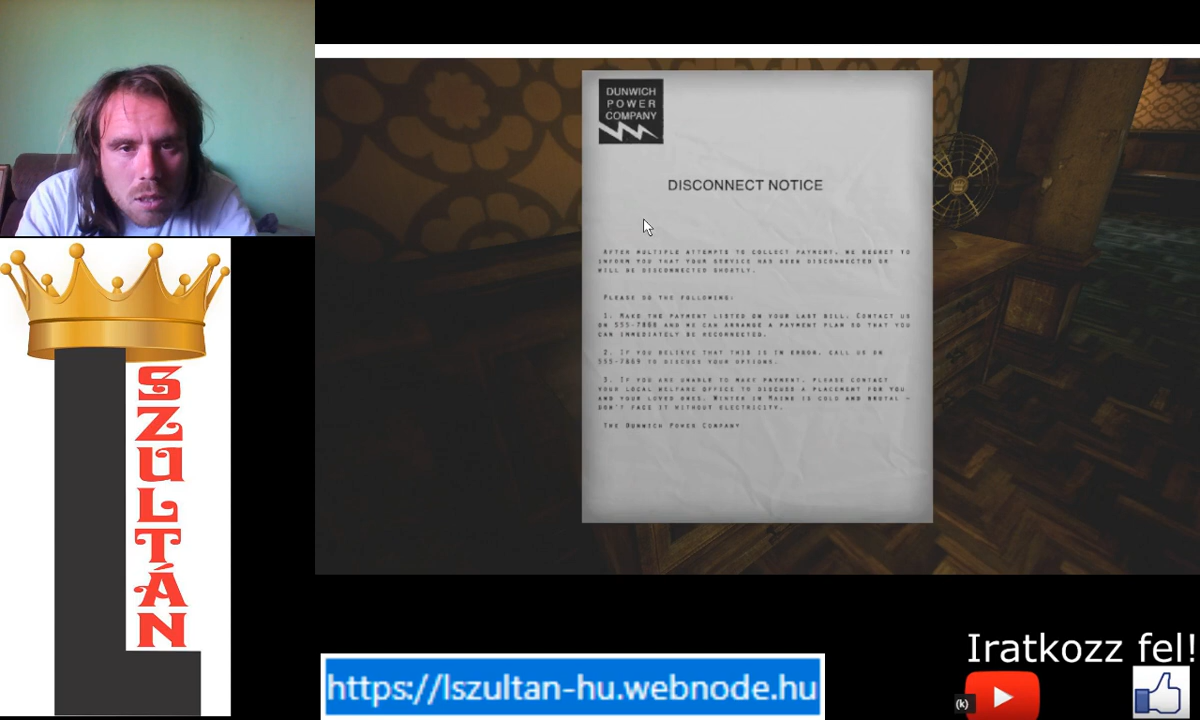 DUNWICH
POWER
COMPANY
DISCONNECT NOTICE
After multiple attempts to collect payment, we regret to
inform you that your service has been disconnected or
will be disconnected shortly.
Please do the following:
1. Make the payment listed on your last bill. Contact us
on 555-7868 and we can arrange a payment plan so that you
can immediately be reconnected.
2. If you believe that this is in error, call us on
555-7869 to discuss your options.
3. If you are unable to make payment, please contact
your local welfare office to discuss a placement for you
and your loved ones. Winter in Maine is cold and brutal -
don't face it without electricity.
The Dunwich Power Company
L SZULTÁN
https://lszultan-hu.webnode.hu
Iratkozz fel!
(k)